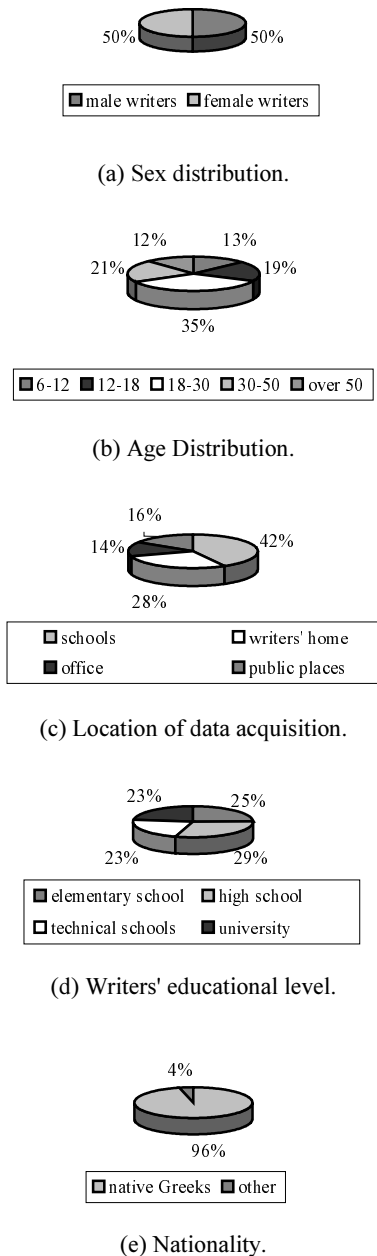 50% 50%
male writers female writers
(a) Sex distribution.
12% 13%
21% 19%
35%
6-12 12-18 18-30 30-50 over 50
(b) Age Distribution.
16%
42%
14%
28%
schools writers' home
office public places
(c) Location of data acquisition.
23% 25%
23% 29%
elementary school high school
technical schools university
(d) Writers' educational level.
4%
96%
native Greeks other
(e) Nationality.